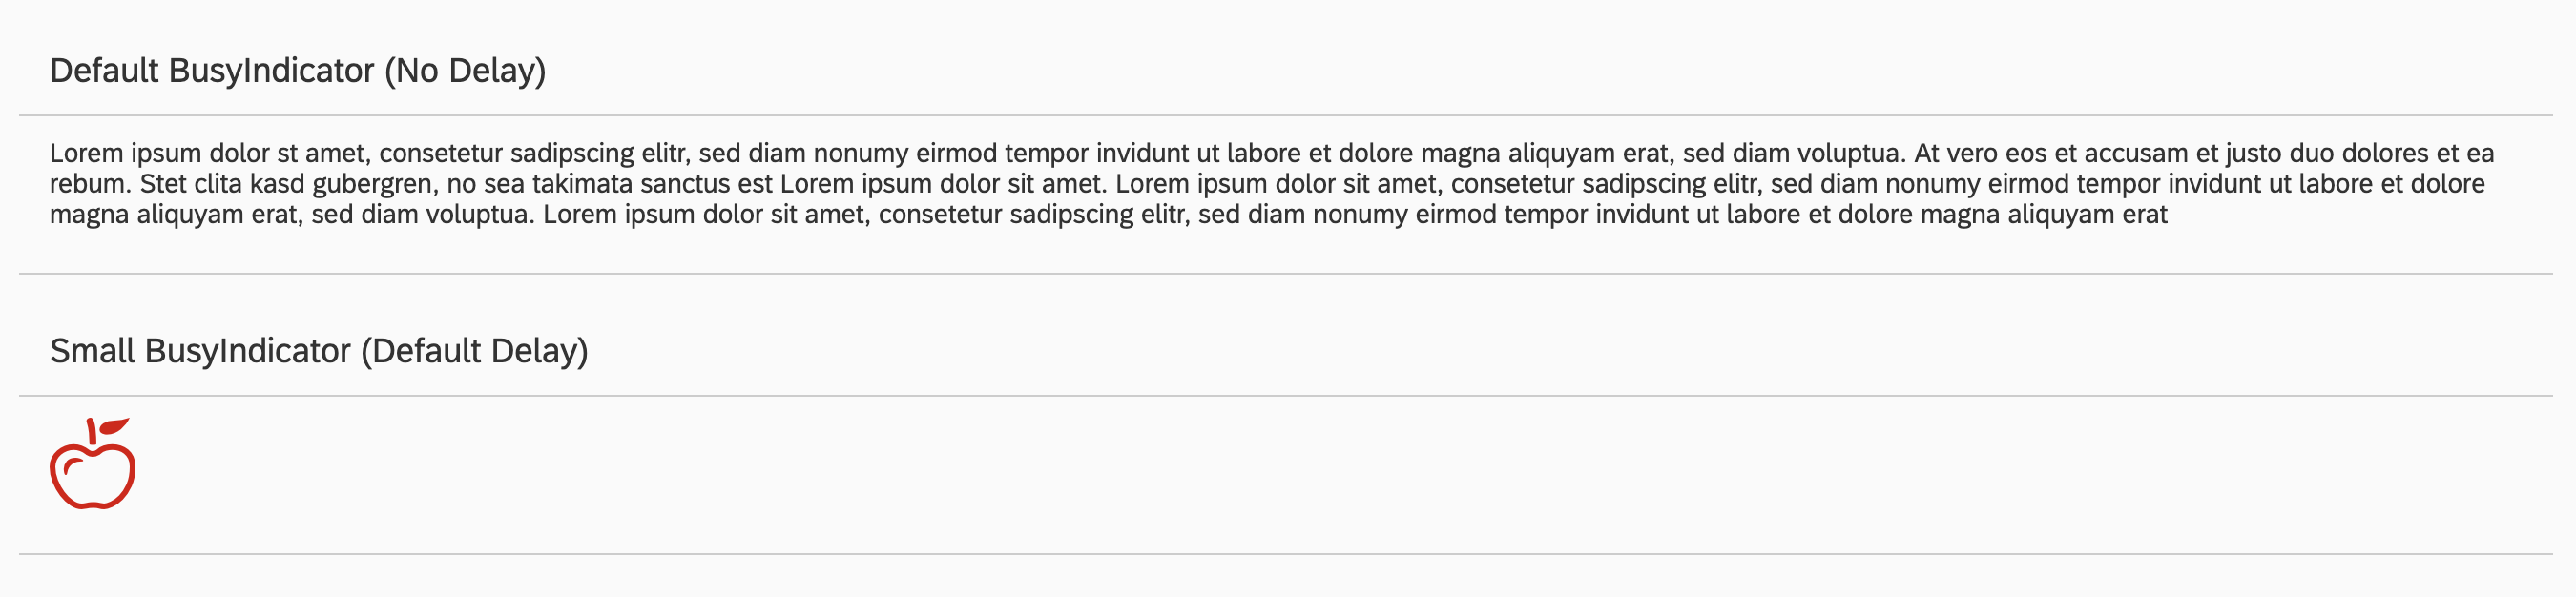 Default BusyIndicator (No Delay)
Lorem ipsum dolor st amet, consetetur sadipscing elitr, sed diam nonumy eirmod tempor invidunt ut labore et dolore magna aliquyam erat, sed diam voluptua. At vero eos et accusam et justo duo dolores et ea
rebum. Stet clita kasd gubergren, no sea takimata sanctus est Lorem ipsum dolor sit amet. Lorem ipsum dolor sit amet, consetetur sadipscing elitr, sed diam nonumy eirmod tempor invidunt ut labore et dolore
magna aliquyam erat, sed diam voluptua. Lorem ipsum dolor sit amet, consetetur sadipscing elitr, sed diam nonumy eirmod tempor invidunt ut labore et dolore magna aliquyam erat
Small BusyIndicator (Default Delay)